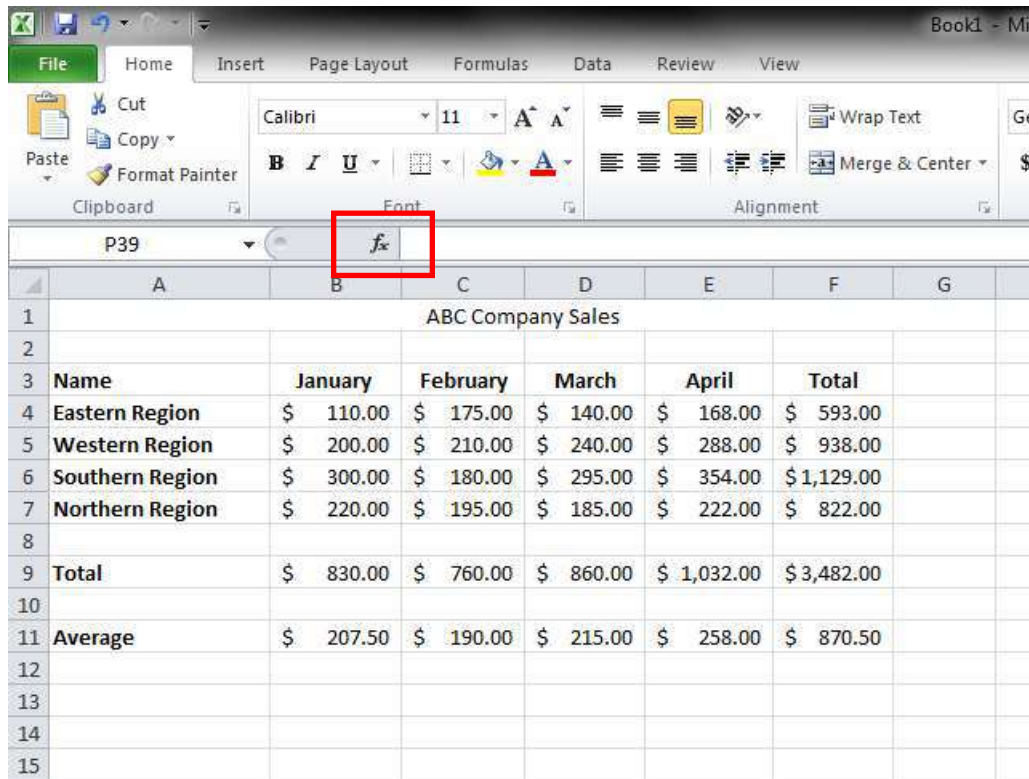 Book1 - Mi
File Home Insert Page Layout Formulas Data Review View
Cut
Calibri 11 A A Wrap Text Ge
Copy
Paste B I U A Merge & Center $
Format Painter
Clipboard Font Alignment
P39 fx
A B C D E F G
1 ABC Company Sales
2
3 Name January February March April Total
4 Eastern Region $ 110.00 $ 175.00 $ 140.00 $ 168.00 $ 593.00
5 Western Region $ 200.00 $ 210.00 $ 240.00 $ 288.00 $ 938.00
6 Southern Region $ 300.00 $ 180.00 $ 295.00 $ 354.00 $1,129.00
7 Northern Region $ 220.00 $ 195.00 $ 185.00 $ 222.00 $ 822.00
8
9 Total $ 830.00 $ 760.00 $ 860.00 $ 1,032.00 $3,482.00
10
11 Average $ 207.50 $ 190.00 $ 215.00 $ 258.00 $ 870.50
12
13
14
15